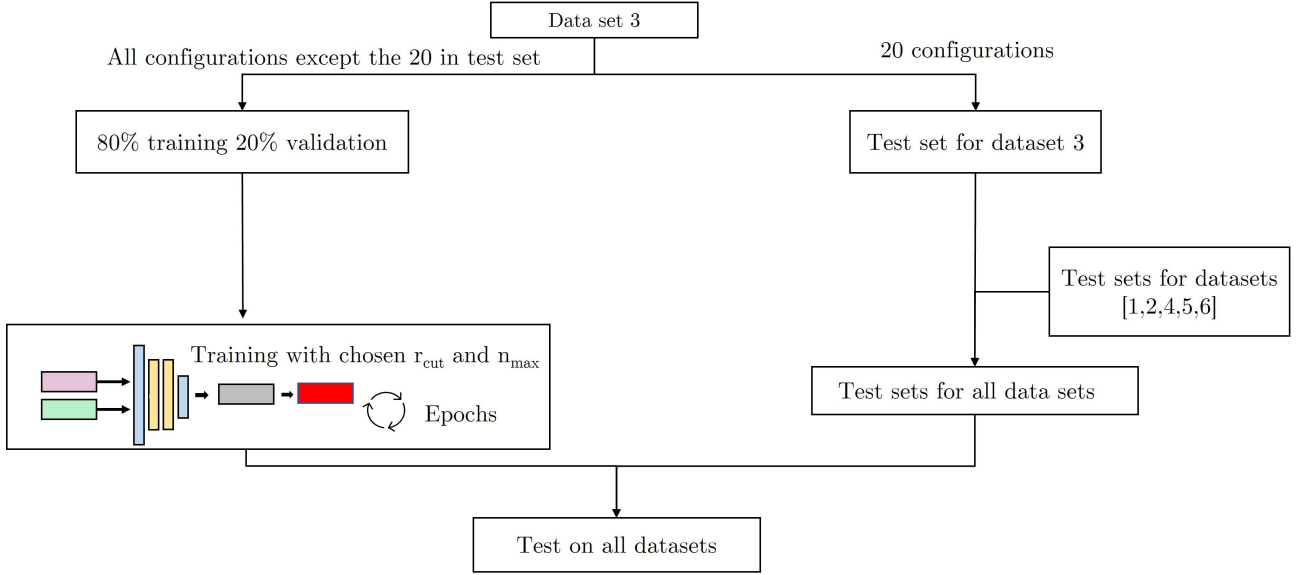 Data set 3
All configurations except the 20 in test set
20 configurations
80% training 20% validation
Test set for dataset 3
Test sets for datasets
[1,2,4,5,6]
Training with chosen r_cut and n_max
Epochs
Test sets for all data sets
Test on all datasets